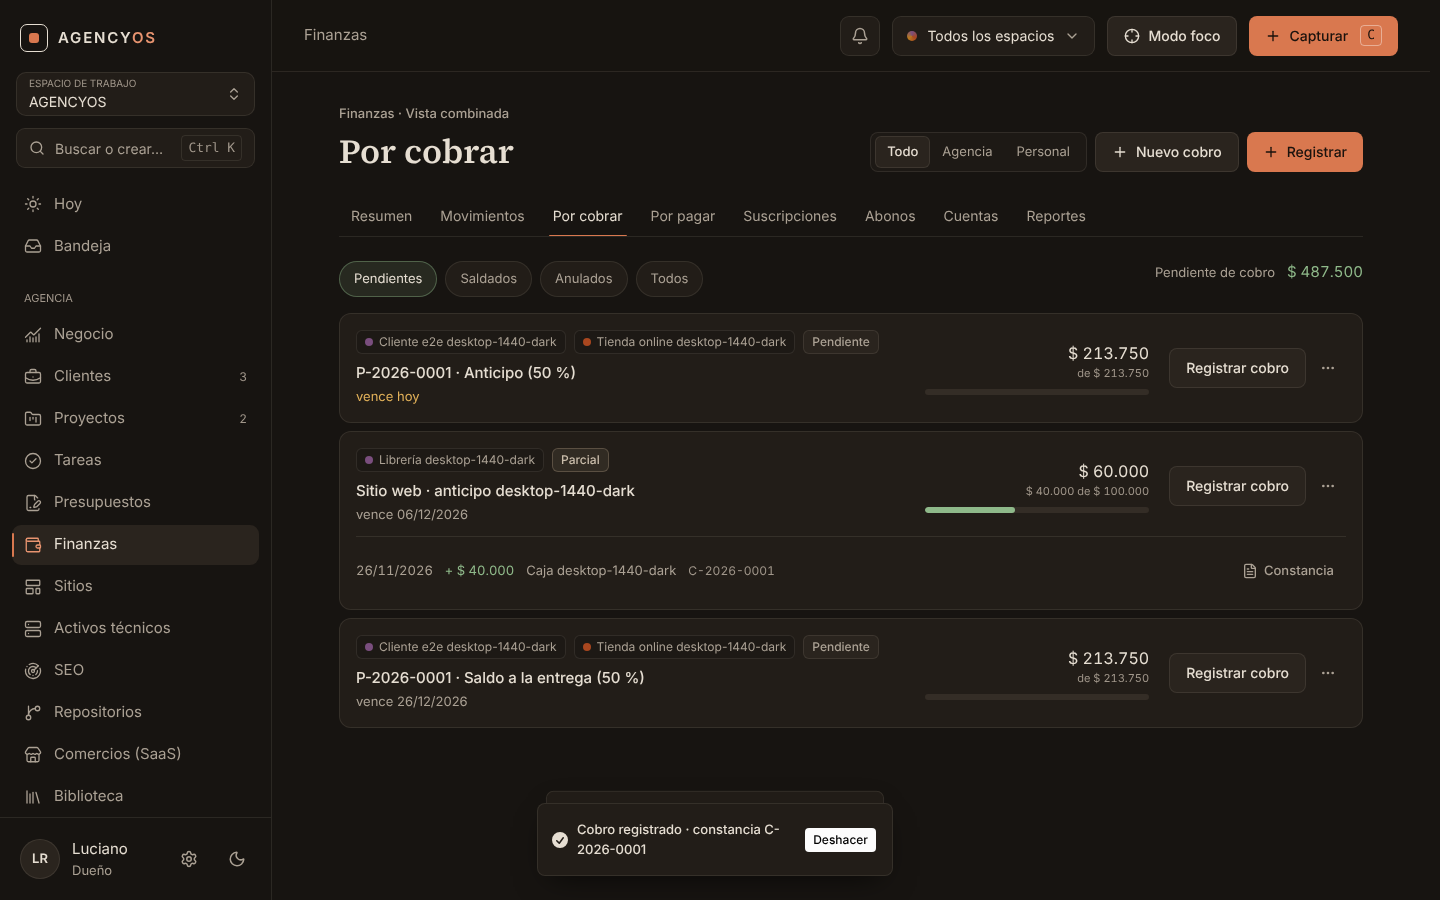 AGENCYOS
ESPACIO DE TRABAJO
AGENCYOS
Buscar o crear...
Ctrl K
Hoy
Bandeja
AGENCIA
Negocio
Clientes 3
Proyectos 2
Tareas
Presupuestos
Finanzas
Sitios
Activos técnicos
SEO
Repositorios
Comercios (SaaS)
Biblioteca
LR
Luciano
Dueño
Finanzas
Todos los espacios
Modo foco
Capturar C
Finanzas · Vista combinada
Por cobrar
Todo Agencia Personal
Nuevo cobro
Registrar
Resumen Movimientos Por cobrar Por pagar Suscripciones Abonos Cuentas Reportes
Pendientes Saldados Anulados Todos
Pendiente de cobro $ 487.500
Cliente e2e desktop-1440-dark Tienda online desktop-1440-dark Pendiente
P-2026-0001 · Anticipo (50 %)
vence hoy
$ 213.750
de $ 213.750
Registrar cobro
Librería desktop-1440-dark Parcial
Sitio web · anticipo desktop-1440-dark
vence 06/12/2026
$ 60.000
$ 40.000 de $ 100.000
Registrar cobro
26/11/2026 + $ 40.000 Caja desktop-1440-dark C-2026-0001
Constancia
Cliente e2e desktop-1440-dark Tienda online desktop-1440-dark Pendiente
P-2026-0001 · Saldo a la entrega (50 %)
vence 26/12/2026
$ 213.750
de $ 213.750
Registrar cobro
Cobro registrado · constancia C-
2026-0001
Deshacer